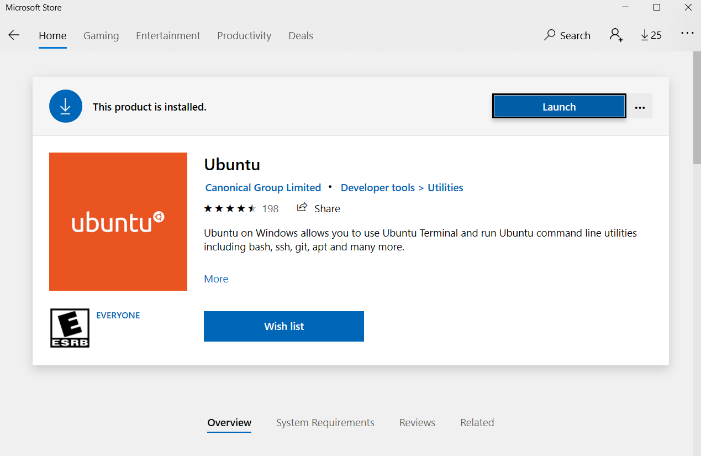 Microsoft Store
Home Gaming Entertainment Productivity Deals Search 25
This product is installed. Launch
ubuntu
Ubuntu
Canonical Group Limited • Developer tools > Utilities
198 Share
Ubuntu on Windows allows you to use Ubuntu Terminal and run Ubuntu command line utilities
including bash, ssh, git, apt and many more.
More
E
ESRB
EVERYONE
Wish list
Overview System Requirements Reviews Related